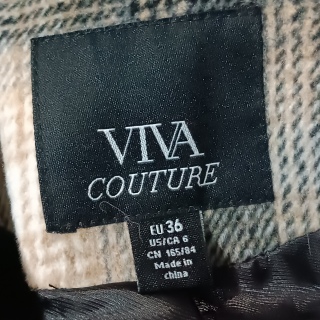 VIVA
COUTURE
EU 36
US/CA 6
CN 165/84
Made in
china